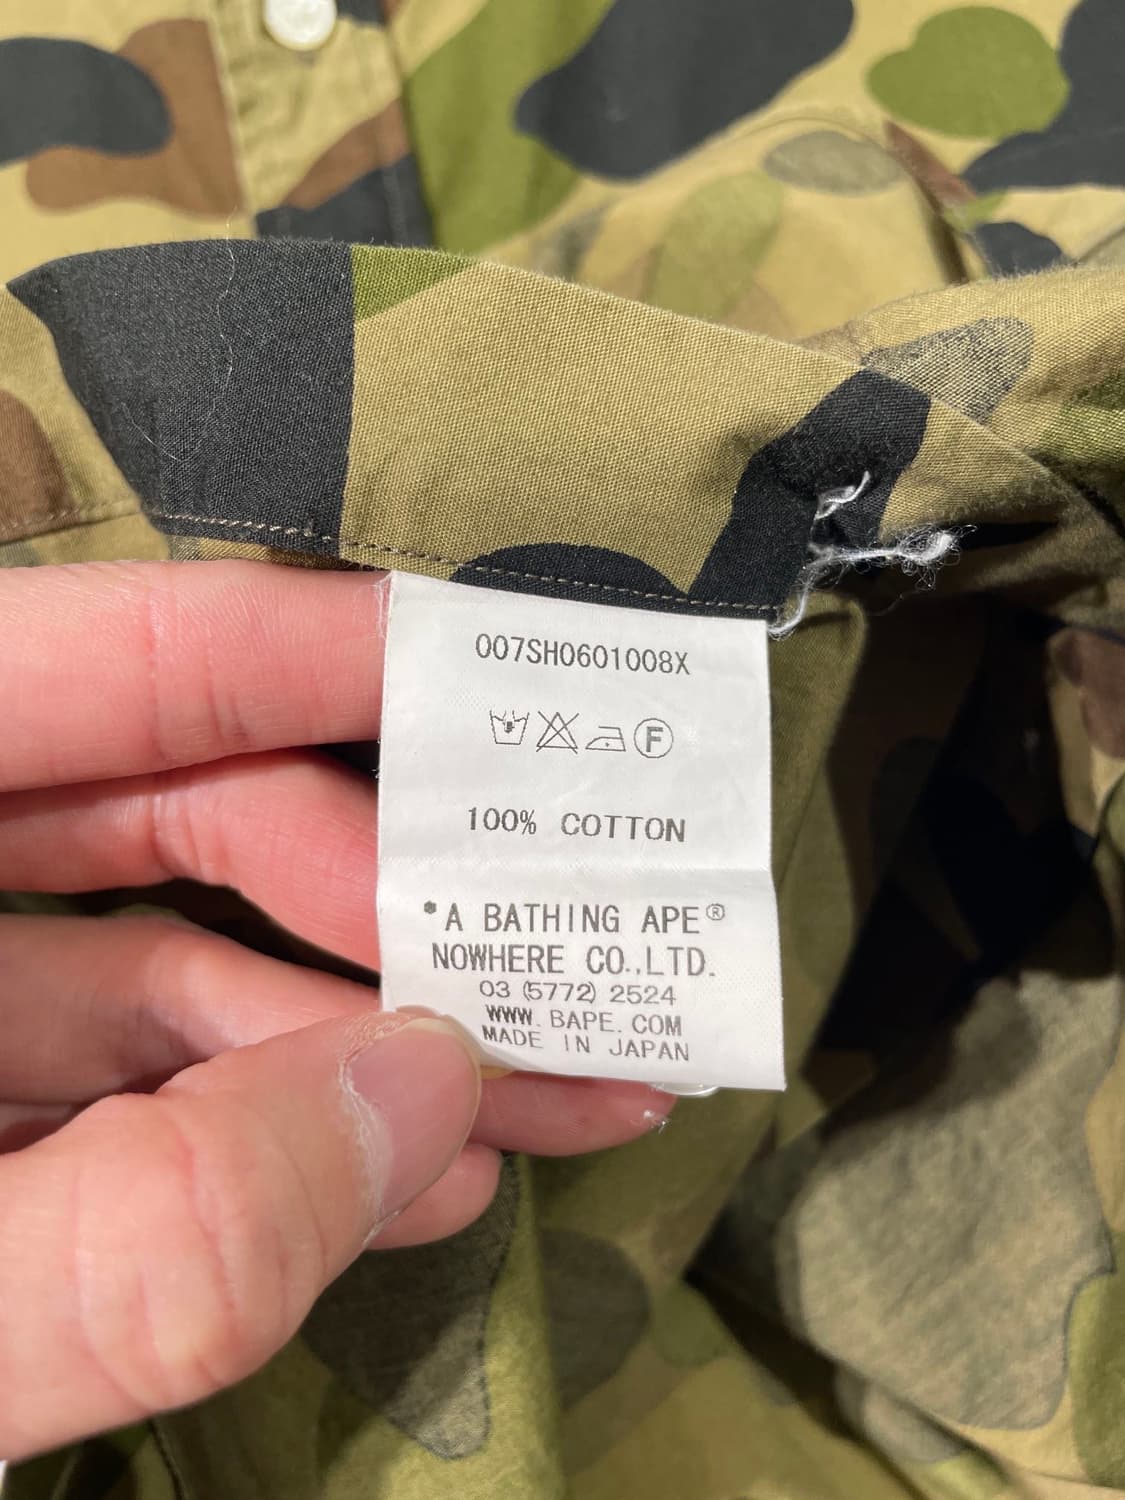 007SH0601008X
F
100% COTTON
*A BATHING APE®
NOWHERE CO.,LTD.
03 (5772) 2524
WWW. BAPE. COM
MADE IN JAPAN